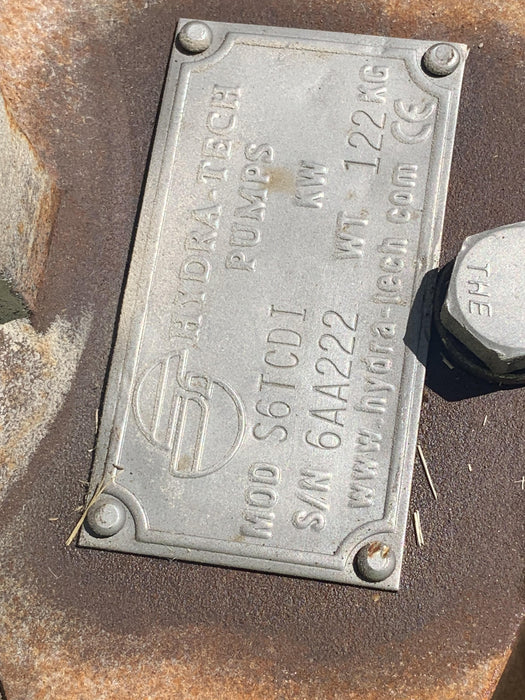 HYDRA-TECH
PUMPS
MOD S6TCDI KW
S/N 6AA222 WT. 122KG
www.hydra-tech.com CE
THE